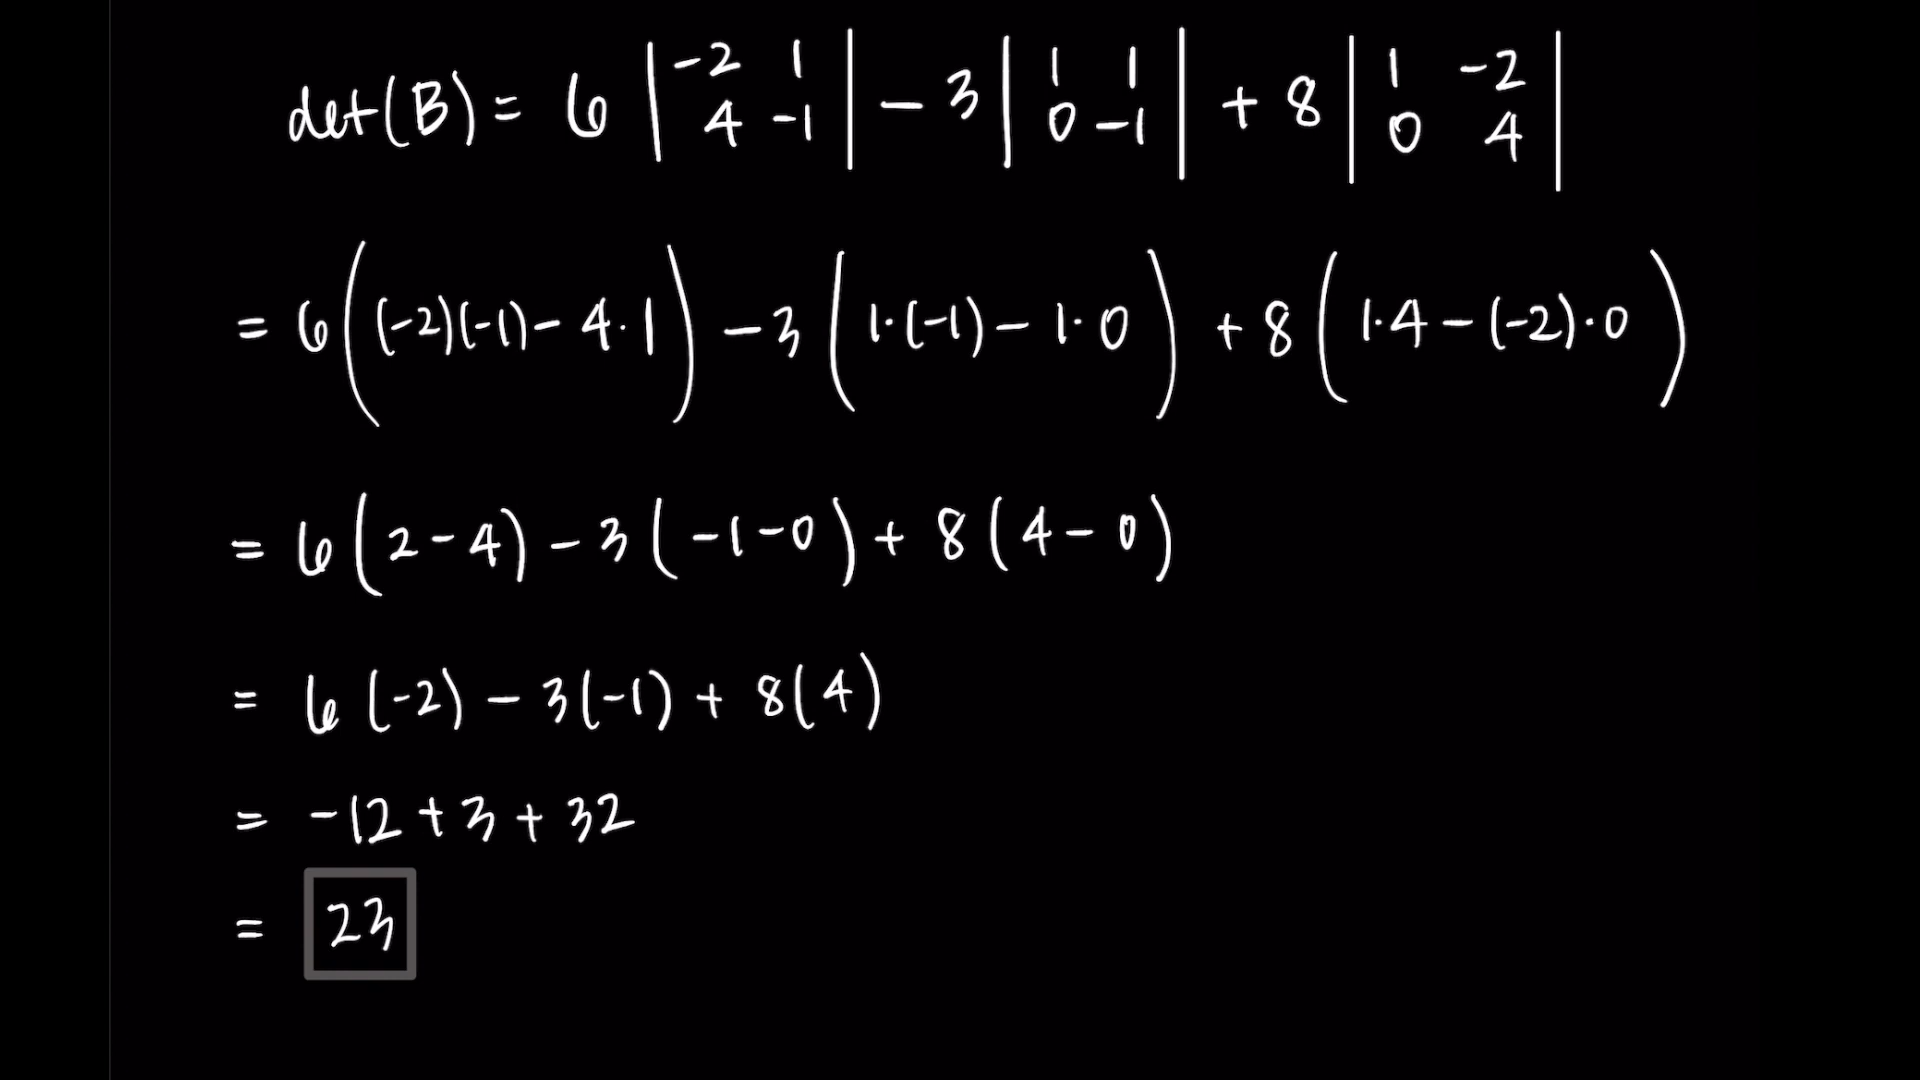 det(B) = 6 | -2 1 ; 4 -1 | - 3 | 1 1 ; 0 -1 | + 8 | 1 -2 ; 0 4 |
= 6((-2)(-1) - 4·1) - 3(1·(-1) - 1·0) + 8(1·4 - (-2)·0)
= 6(2-4) - 3(-1-0) + 8(4-0)
= 6(-2) - 3(-1) + 8(4)
= -12 + 3 + 32
= 23